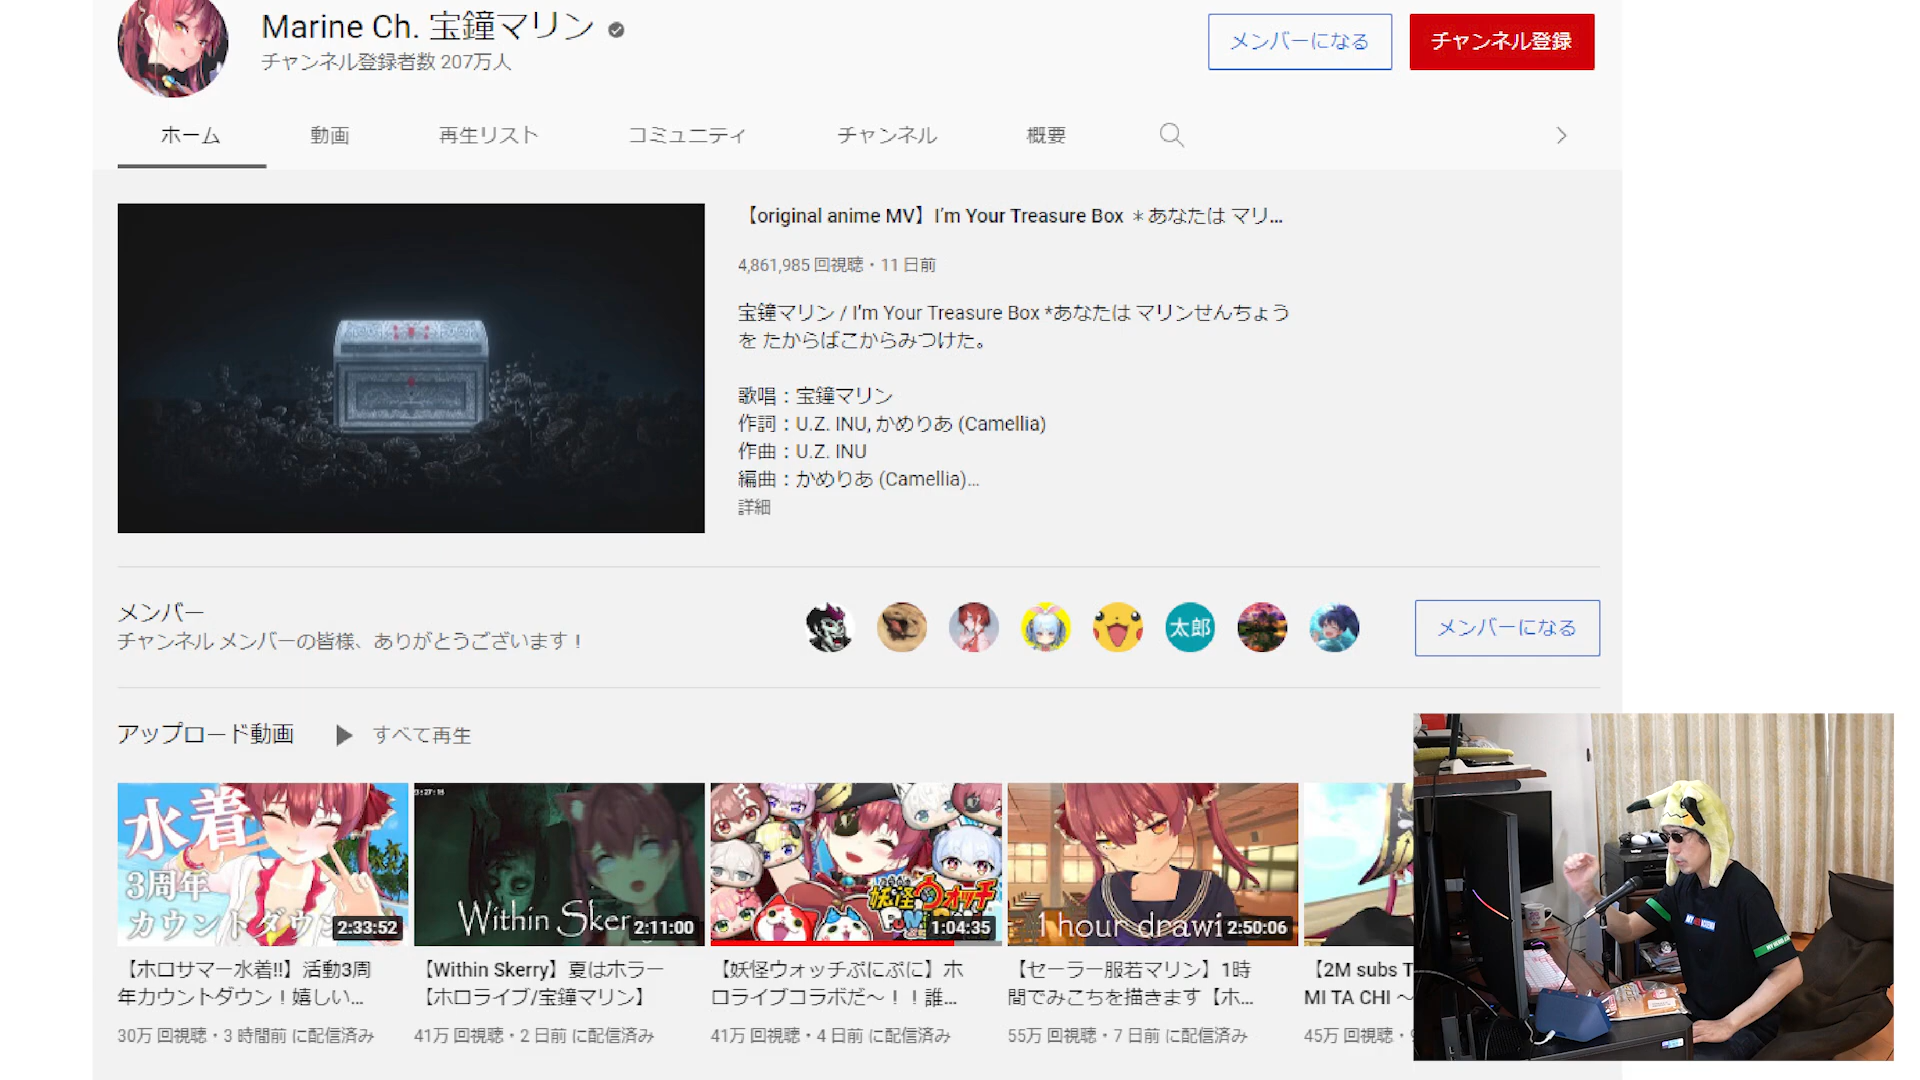 Marine Ch. 宝鐘マリン
チャンネル登録者数 207万人
メンバーになる
チャンネル登録
ホーム
動画
再生リスト
コミュニティ
チャンネル
概要
【original anime MV】I’m Your Treasure Box ＊あなたは マリ...
4,861,985 回視聴・11 日前
宝鐘マリン / I'm Your Treasure Box *あなたは マリンせんちょう
を たからばこからみつけた。
歌唱：宝鐘マリン
作詞：U.Z. INU, かめりあ (Camellia)
作曲：U.Z. INU
編曲：かめりあ (Camellia)...
詳細
メンバー
チャンネル メンバーの皆様、ありがとうございます！
太郎
メンバーになる
アップロード動画
すべて再生
水着
3周年
カウントダウン
2:33:52
Within Sker
2:11:00
妖怪ウォッチ
1:04:35
1 hour drawi
2:50:06
【ホロサマー水着!!】活動3周
年カウントダウン！嬉しい...
30万 回視聴・3 時間前 に配信済み
【Within Skerry】夏はホラー
【ホロライブ/宝鐘マリン】
41万 回視聴・2 日前 に配信済み
【妖怪ウォッチぷにぷに】ホ
ロライブコラボだ～！！誰...
41万 回視聴・4 日前 に配信済み
【セーラー服若マリン】1時
間でみこちを描きます【ホ...
55万 回視聴・7 日前 に配信済み
【2M subs T
MI TA CHI ～
45万 回視聴・